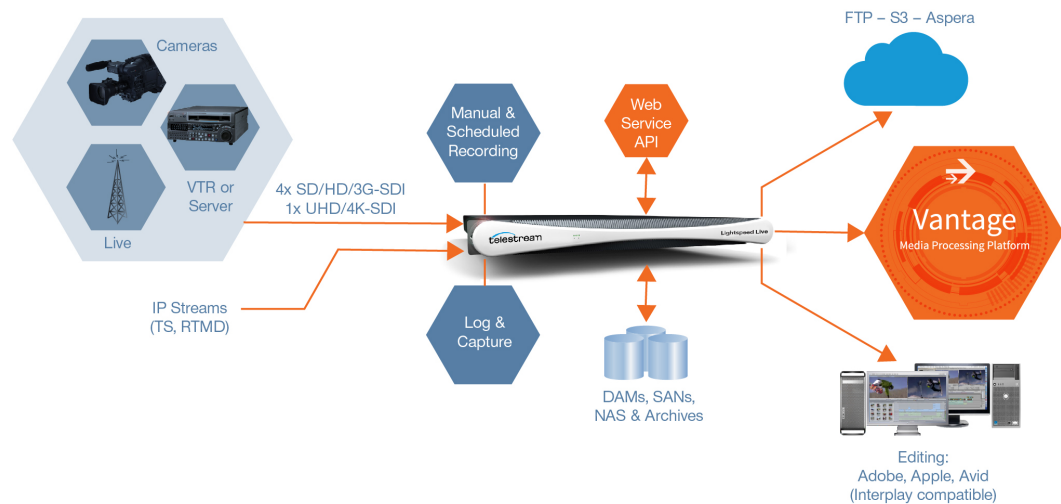 FTP – S3 – Aspera
Cameras
VTR or
Server
Live
4x SD/HD/3G-SDI
1x UHD/4K-SDI
IP Streams
(TS, RTMD)
Manual &
Scheduled
Recording
Web
Service
API
telestream
Lightspeed Live
Log &
Capture
DAMs, SANs,
NAS & Archives
Vantage
Media Processing Platform
Editing:
Adobe, Apple, Avid
(Interplay compatible)